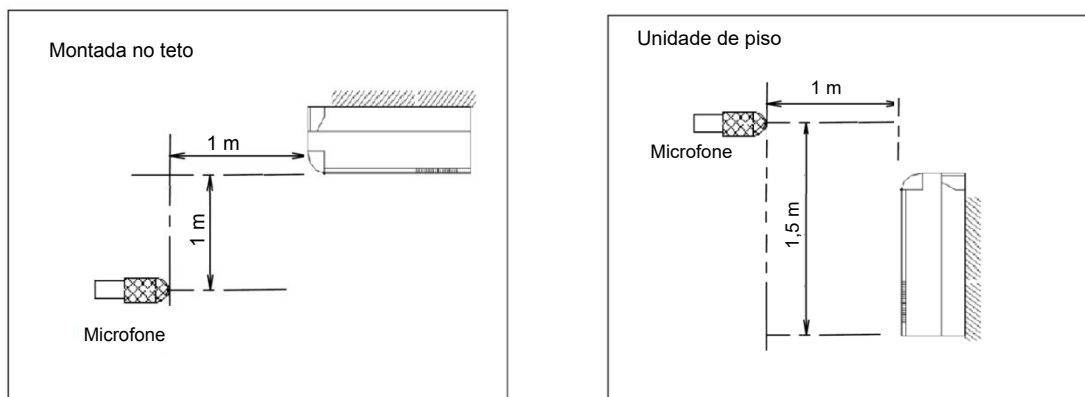 Montada no teto
1 m
1 m
Microfone
Unidade de piso
1 m
Microfone
1,5 m